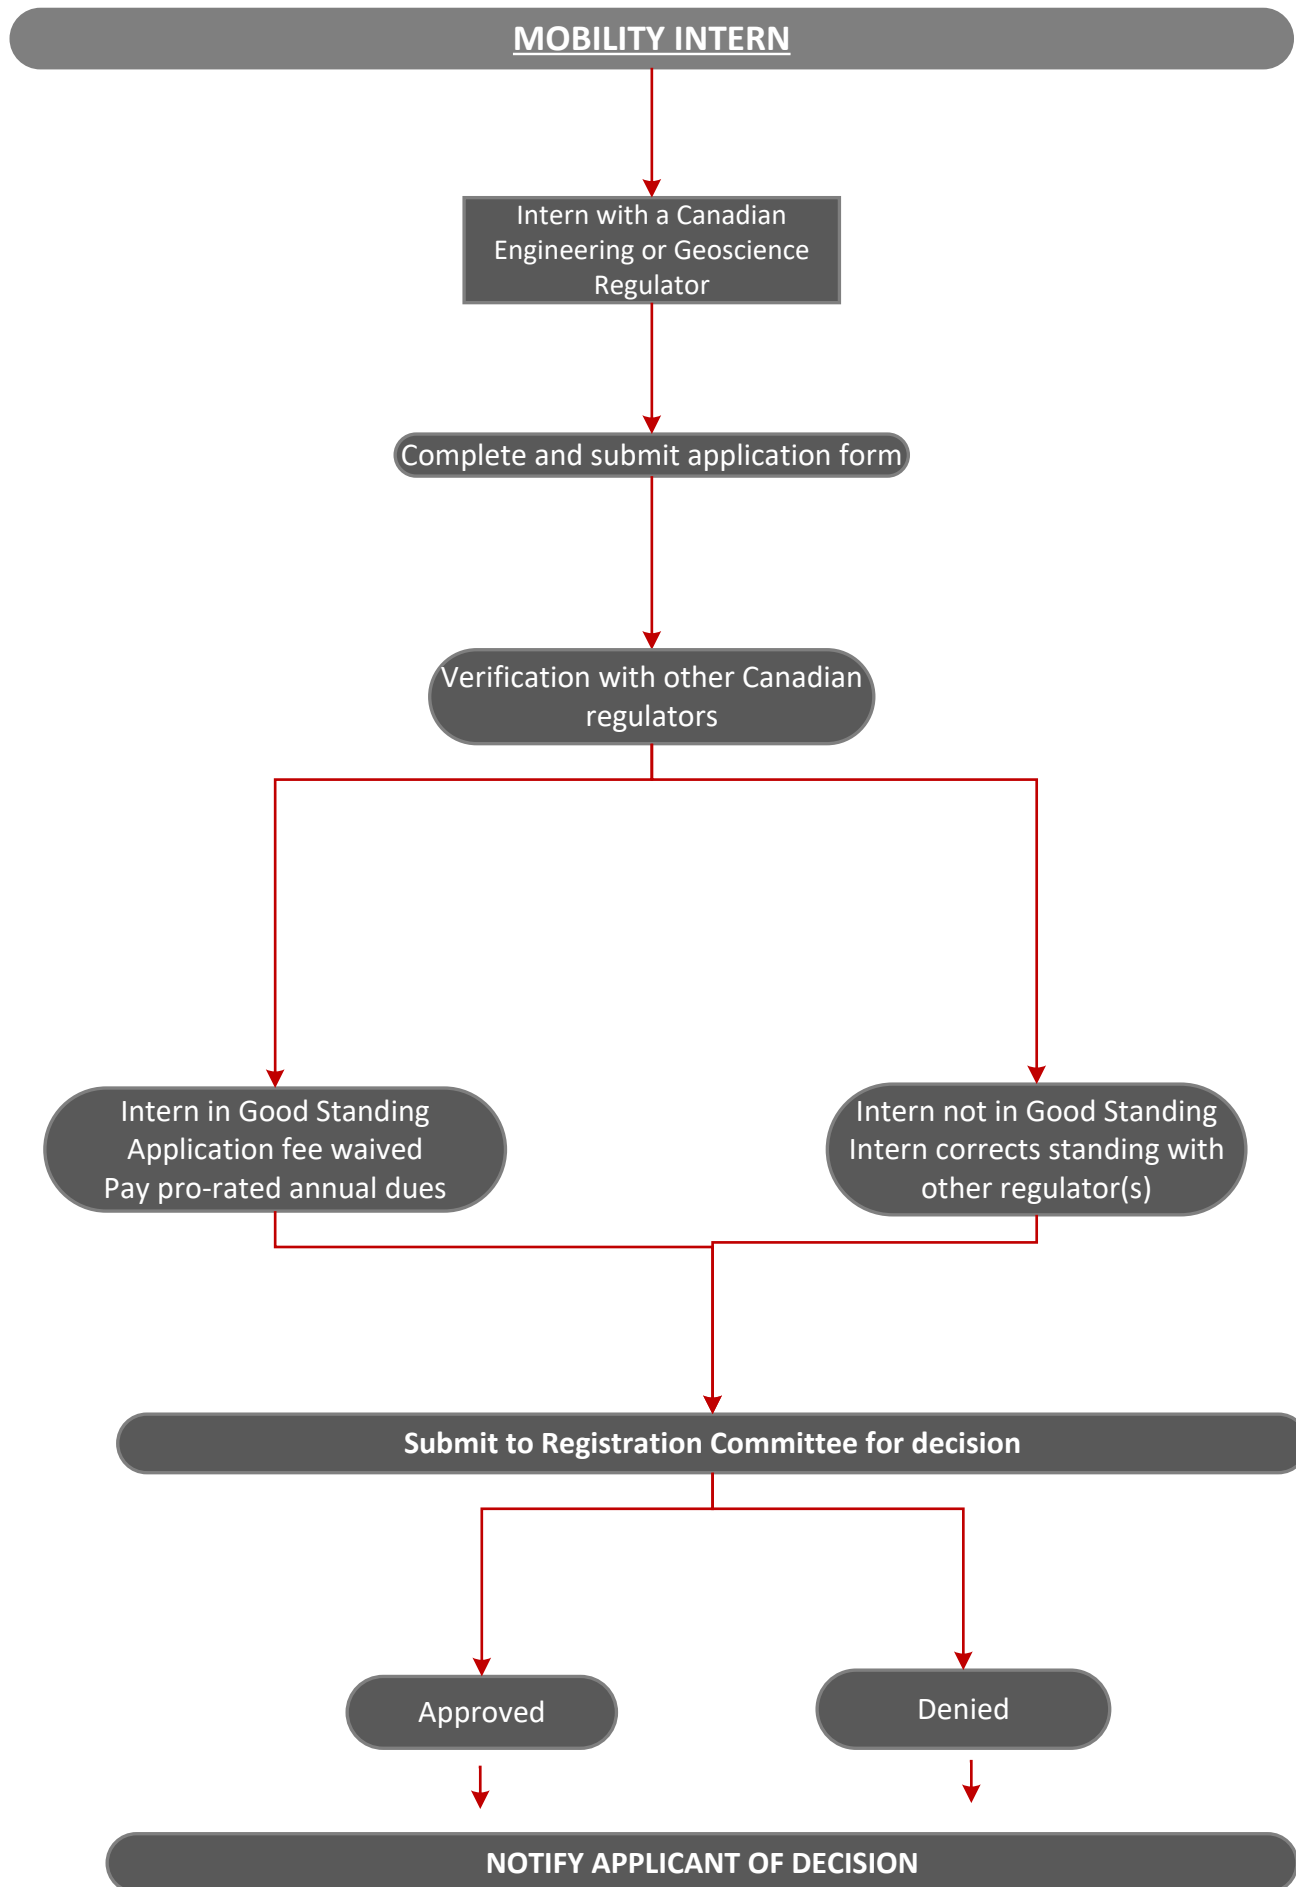 MOBILITY INTERN
Intern with a Canadian
Engineering or Geoscience
Regulator
Complete and submit application form
Verification with other Canadian
regulators
Intern in Good Standing
Application fee waived
Pay pro-rated annual dues
Intern not in Good Standing
Intern corrects standing with
other regulator(s)
Submit to Registration Committee for decision
Approved
Denied
NOTIFY APPLICANT OF DECISION